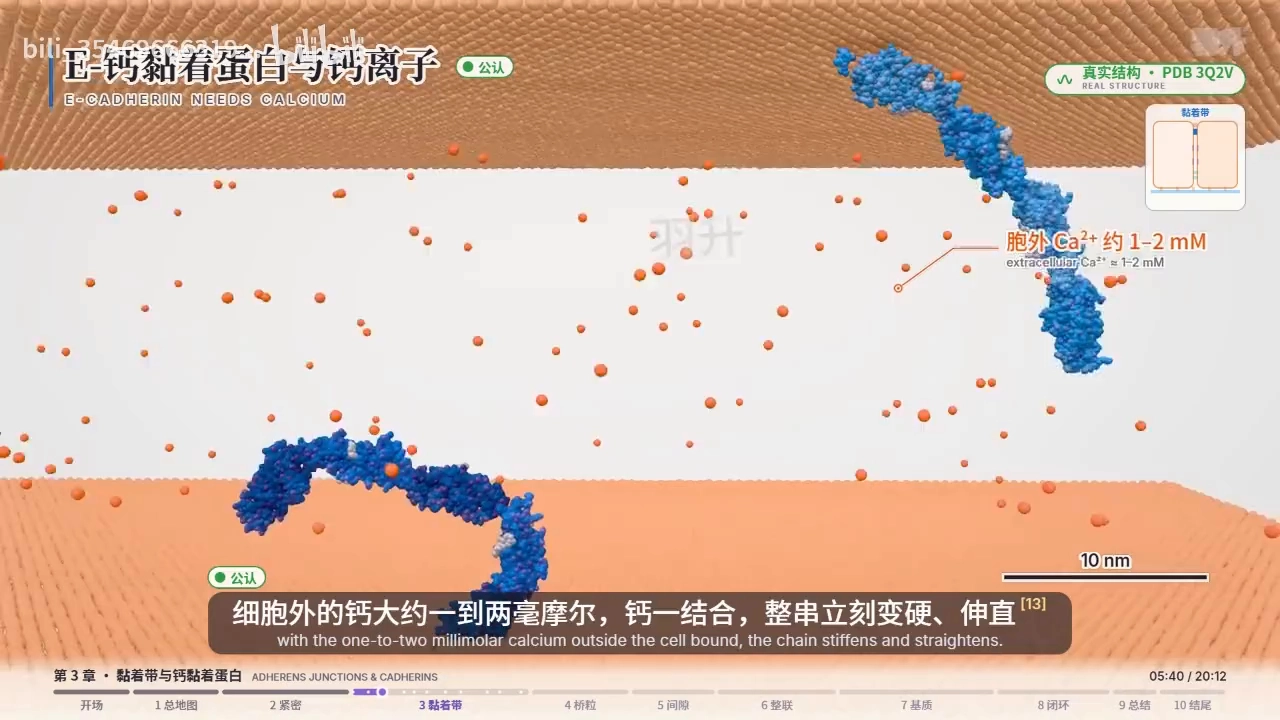 bili_35469666319
E-钙黏着蛋白与钙离子
公认
E-CADHERIN NEEDS CALCIUM
真实结构 · PDB 3Q2V
REAL STRUCTURE
黏着带
羽升
胞外 Ca²⁺ 约 1–2 mM
extracellular Ca²⁺ ≈ 1–2 mM
10 nm
公认
细胞外的钙大约一到两毫摩尔，钙一结合，整串立刻变硬、伸直[13]
with the one-to-two millimolar calcium outside the cell bound, the chain stiffens and straightens.
第 3 章 · 黏着带与钙黏着蛋白 ADHERENS JUNCTIONS & CADHERINS
05:40 / 20:12
开场 1 总地图 2 紧密 3 黏着带 4 桥粒 5 间隙 6 整联 7 基质 8 闭环 9 总结 10 结尾